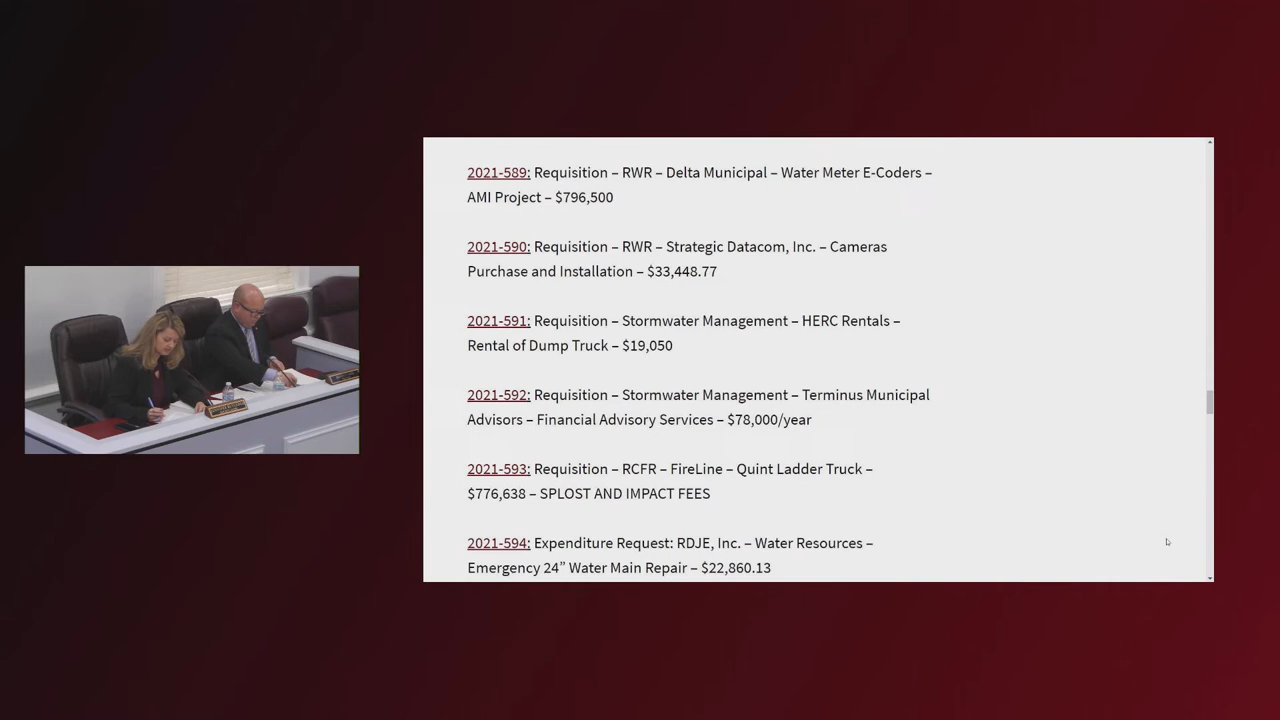 2021-589: Requisition – RWR – Delta Municipal – Water Meter E-Coders –
AMI Project – $796,500
2021-590: Requisition – RWR – Strategic Datacom, Inc. – Cameras
Purchase and Installation – $33,448.77
2021-591: Requisition – Stormwater Management – HERC Rentals –
Rental of Dump Truck – $19,050
2021-592: Requisition – Stormwater Management – Terminus Municipal
Advisors – Financial Advisory Services – $78,000/year
2021-593: Requisition – RCFR – FireLine – Quint Ladder Truck –
$776,638 – SPLOST AND IMPACT FEES
2021-594: Expenditure Request: RDJE, Inc. – Water Resources –
Emergency 24” Water Main Repair – $22,860.13